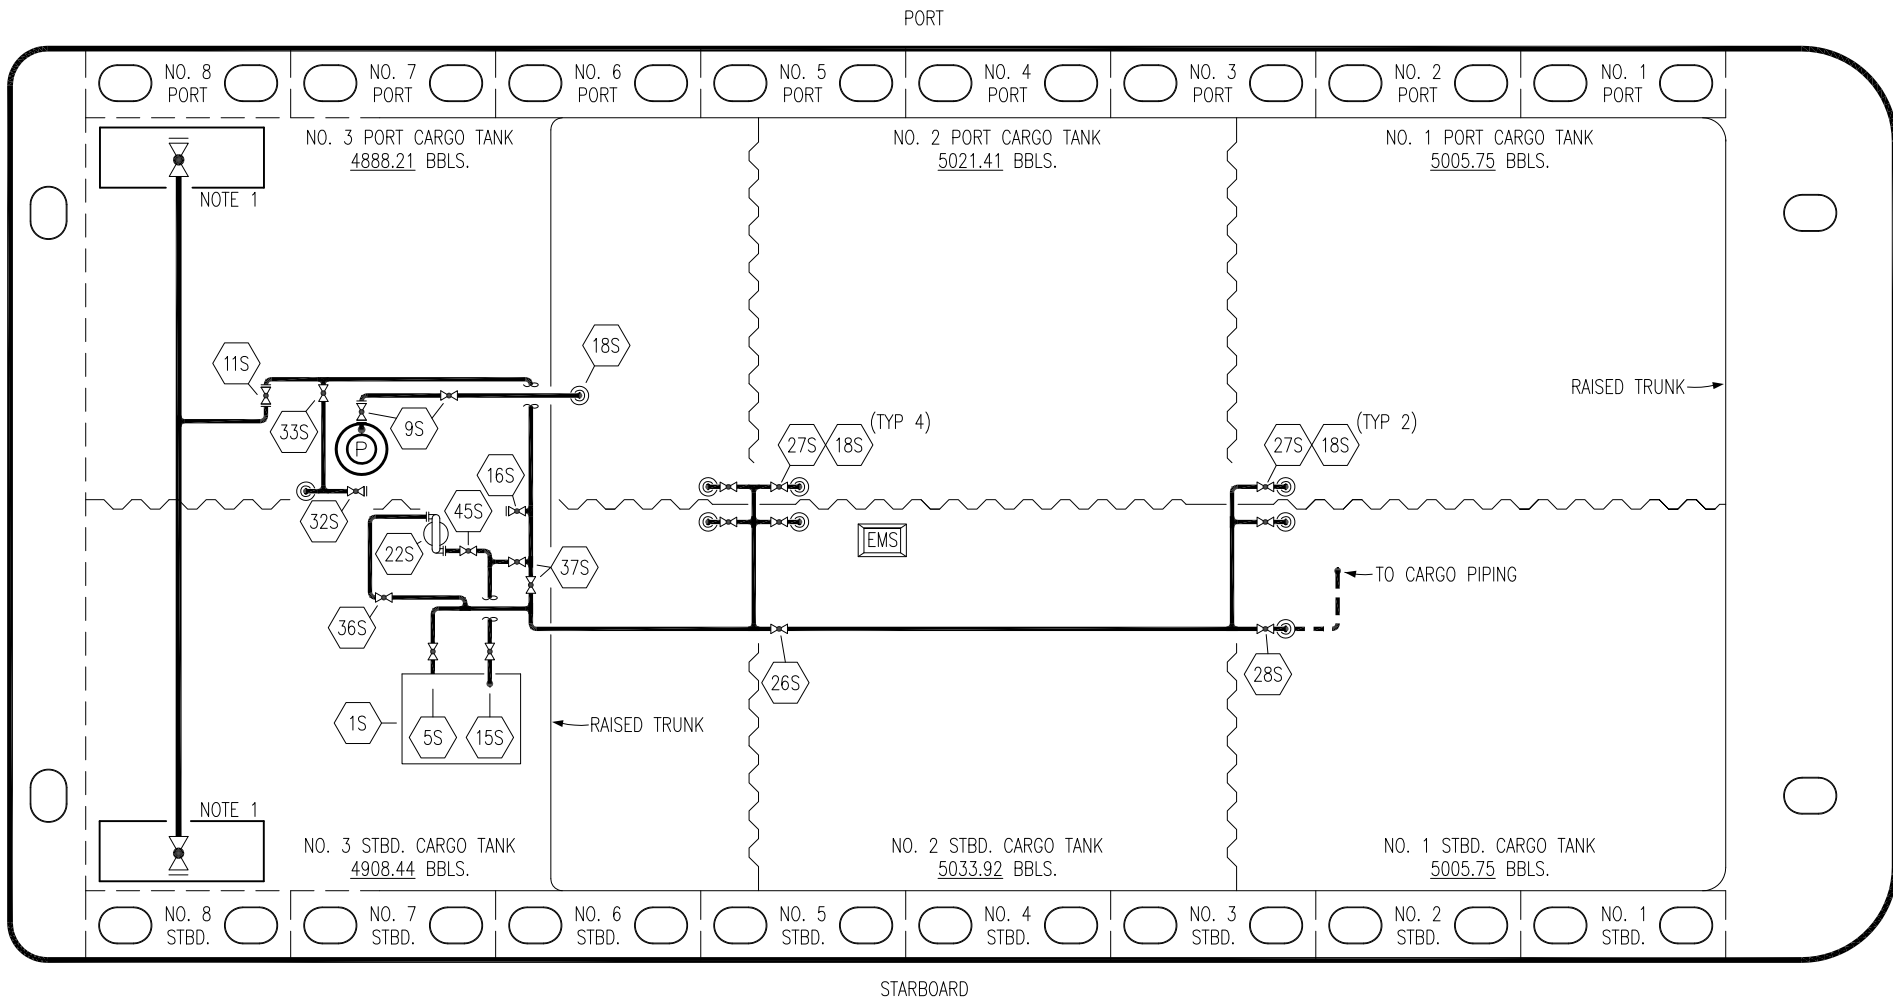 PORT
NO. 8
PORT
NO. 7
PORT
NO. 6
PORT
NO. 5
PORT
NO. 4
PORT
NO. 3
PORT
NO. 2
PORT
NO. 1
PORT
NO. 3 PORT CARGO TANK
4888.21 BBLS.
NO. 2 PORT CARGO TANK
5021.41 BBLS.
NO. 1 PORT CARGO TANK
5005.75 BBLS.
NOTE 1
11S
18S
RAISED TRUNK
33S
9S
P
27S
18S
(TYP 4)
27S
18S
(TYP 2)
16S
32S
45S
22S
EMS
37S
TO CARGO PIPING
36S
26S
28S
1S
5S
15S
RAISED TRUNK
NOTE 1
NO. 3 STBD. CARGO TANK
4908.44 BBLS.
NO. 2 STBD. CARGO TANK
5033.92 BBLS.
NO. 1 STBD. CARGO TANK
5005.75 BBLS.
NO. 8
STBD.
NO. 7
STBD.
NO. 6
STBD.
NO. 5
STBD.
NO. 4
STBD.
NO. 3
STBD.
NO. 2
STBD.
NO. 1
STBD.
STARBOARD